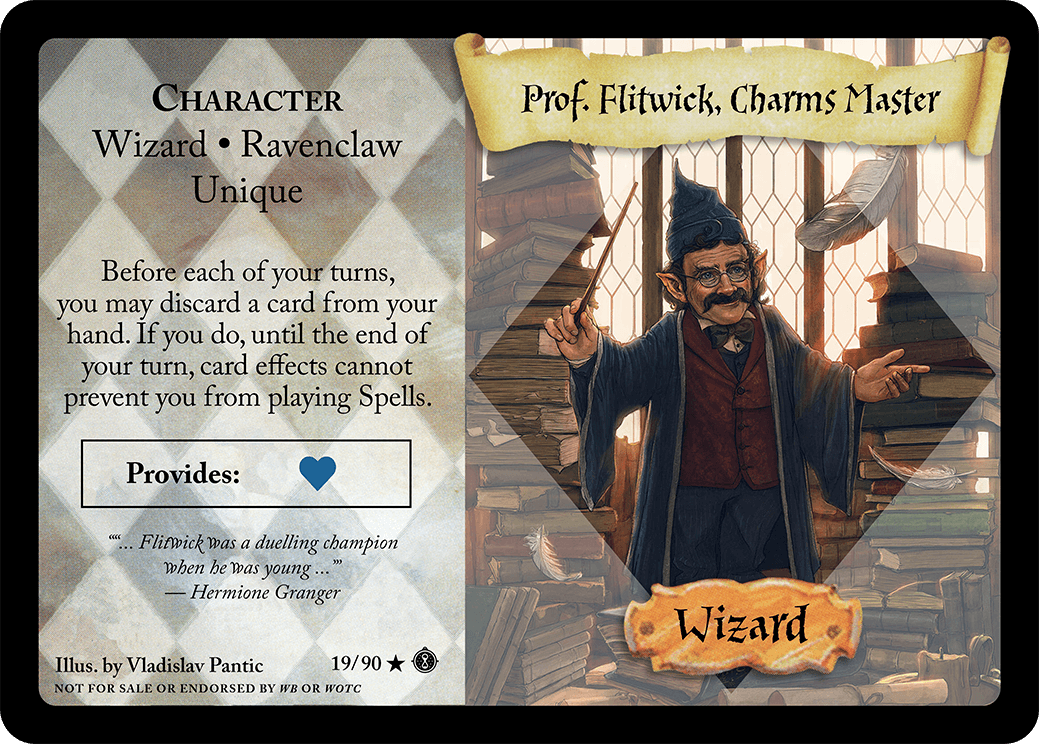 CHARACTER
Wizard • Ravenclaw
Unique
Before each of your turns,
you may discard a card from your
hand. If you do, until the end of
your turn, card effects cannot
prevent you from playing Spells.
Provides:
““... Flitwick was a duelling champion
when he was young ...’”
— Hermione Granger
Illus. by Vladislav Pantic
19/90 ★
NOT FOR SALE OR ENDORSED BY WB OR WOTC
Prof. Flitwick, Charms Master
Wizard